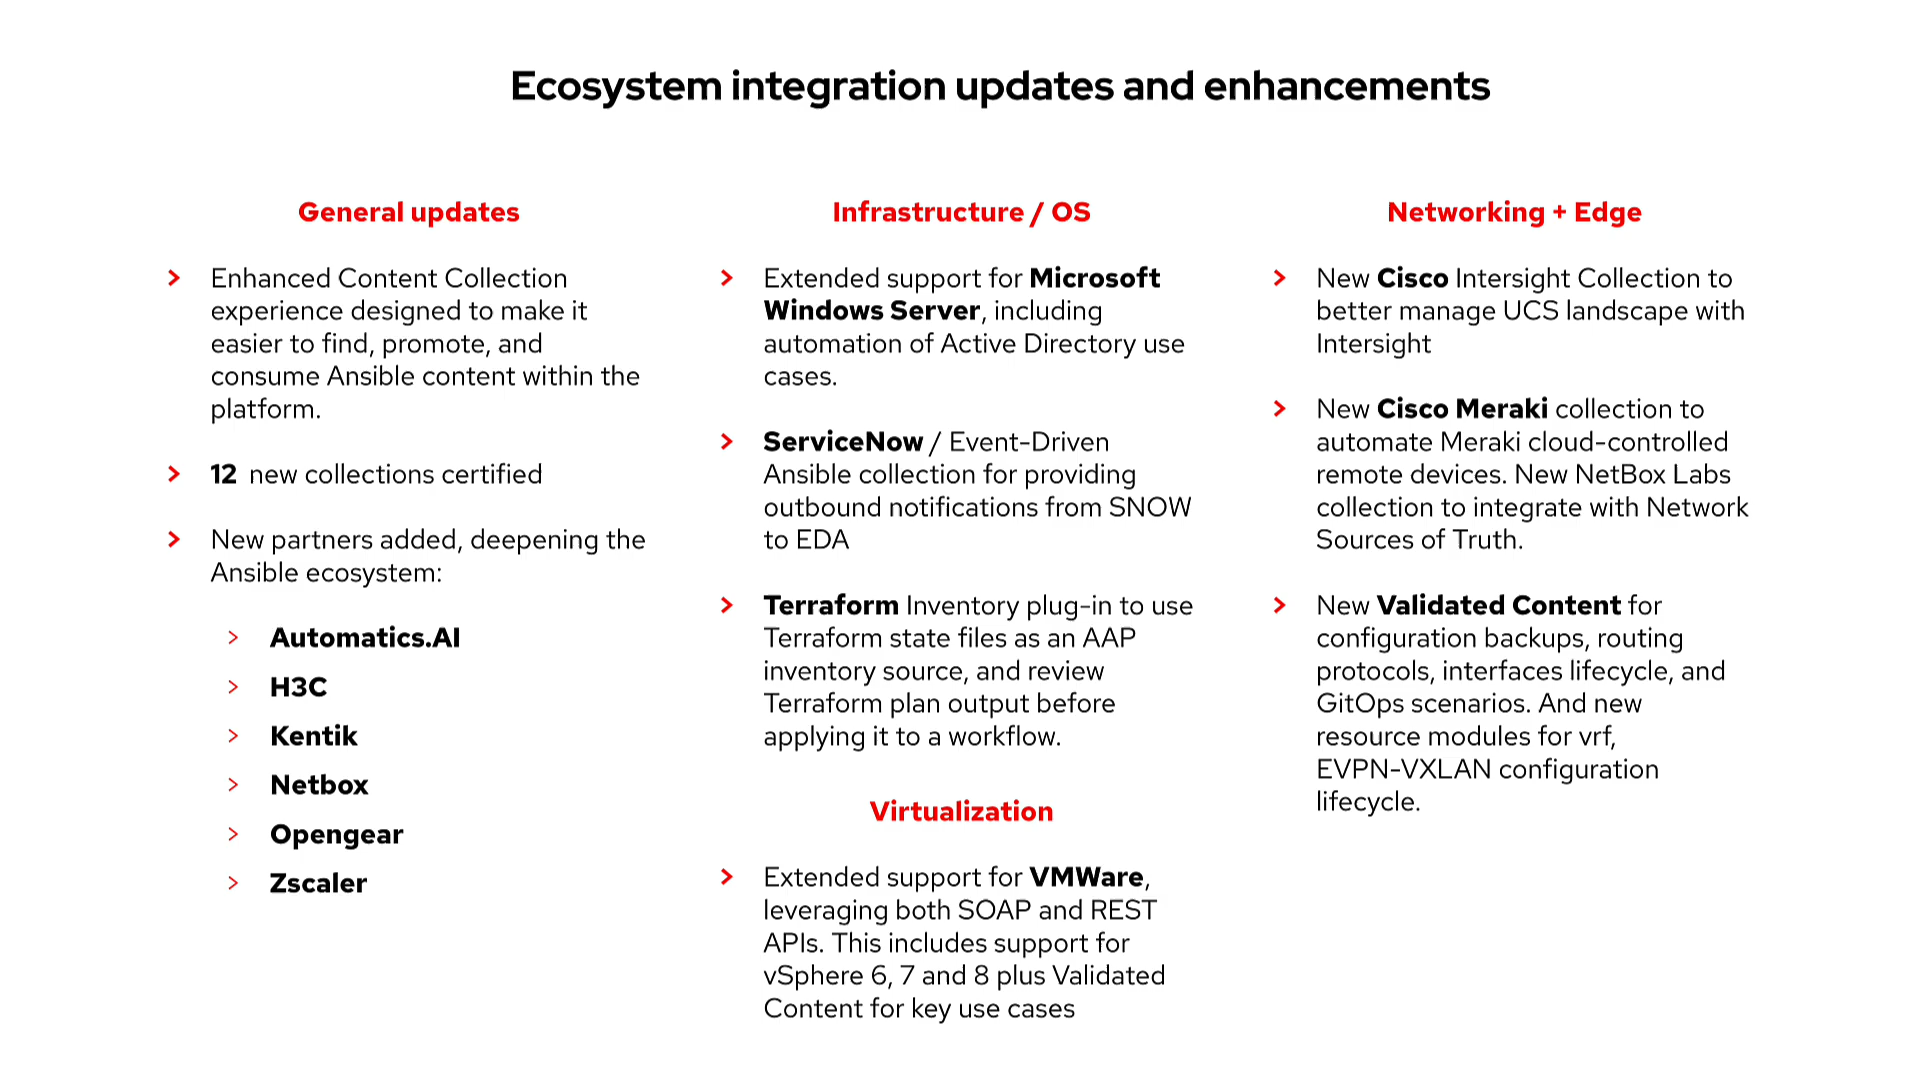 Ecosystem integration updates and enhancements
General updates
Enhanced Content Collection
experience designed to make it
easier to find, promote, and
consume Ansible content within the
platform.
12 new collections certified
New partners added, deepening the
Ansible ecosystem:
Automatics.AI
H3C
Kentik
Netbox
Opengear
Zscaler
Infrastructure / OS
Extended support for Microsoft
Windows Server, including
automation of Active Directory use
cases.
ServiceNow / Event-Driven
Ansible collection for providing
outbound notifications from SNOW
to EDA
Terraform Inventory plug-in to use
Terraform state files as an AAP
inventory source, and review
Terraform plan output before
applying it to a workflow.
Virtualization
Extended support for VMWare,
leveraging both SOAP and REST
APIs. This includes support for
vSphere 6, 7 and 8 plus Validated
Content for key use cases
Networking + Edge
New Cisco Intersight Collection to
better manage UCS landscape with
Intersight
New Cisco Meraki collection to
automate Meraki cloud-controlled
remote devices. New NetBox Labs
collection to integrate with Network
Sources of Truth.
New Validated Content for
configuration backups, routing
protocols, interfaces lifecycle, and
GitOps scenarios. And new
resource modules for vrf,
EVPN-VXLAN configuration
lifecycle.